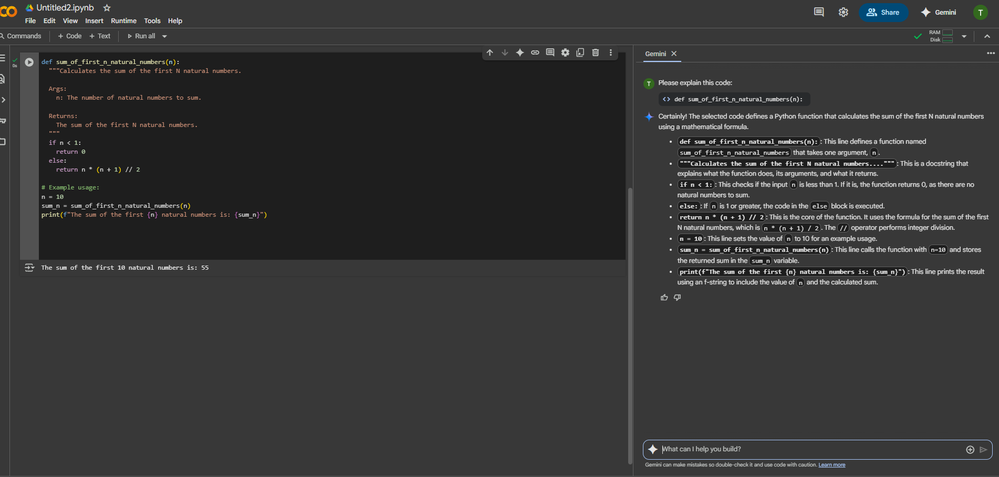 Untitled2.ipynb
File Edit View Insert Runtime Tools Help
Share
Gemini
T
Commands
+ Code + Text
Run all
RAM
Disk
0s
def sum_of_first_n_natural_numbers(n):
"""Calculates the sum of the first N natural numbers.
Args:
n: The number of natural numbers to sum.
Returns:
The sum of the first N natural numbers.
"""
if n < 1:
return 0
else:
return n * (n + 1) // 2
# Example usage:
n = 10
sum_n = sum_of_first_n_natural_numbers(n)
print(f"The sum of the first {n} natural numbers is: {sum_n}")
The sum of the first 10 natural numbers is: 55
Gemini
T Please explain this code:
<> def sum_of_first_n_natural_numbers(n):
Certainly! The selected code defines a Python function that calculates the sum of the first N natural numbers
using a mathematical formula.
• def sum_of_first_n_natural_numbers(n): : This line defines a function named
sum_of_first_n_natural_numbers that takes one argument, n .
• """Calculates the sum of the first N natural numbers....""" : This is a docstring that
explains what the function does, its arguments, and what it returns.
• if n < 1: : This checks if the input n is less than 1. If it is, the function returns 0, as there are no
natural numbers to sum.
• else: : If n is 1 or greater, the code in the else block is executed.
• return n * (n + 1) // 2 : This is the core of the function. It uses the formula for the sum of the first
N natural numbers, which is n * (n + 1) / 2 . The // operator performs integer division.
• n = 10 : This line sets the value of n to 10 for an example usage.
• sum_n = sum_of_first_n_natural_numbers(n) : This line calls the function with n=10 and stores
the returned sum in the sum_n variable.
• print(f"The sum of the first {n} natural numbers is: {sum_n}") : This line prints the result
using an f-string to include the value of n and the calculated sum.
What can I help you build?
Gemini can make mistakes so double-check it and use code with caution. Learn more